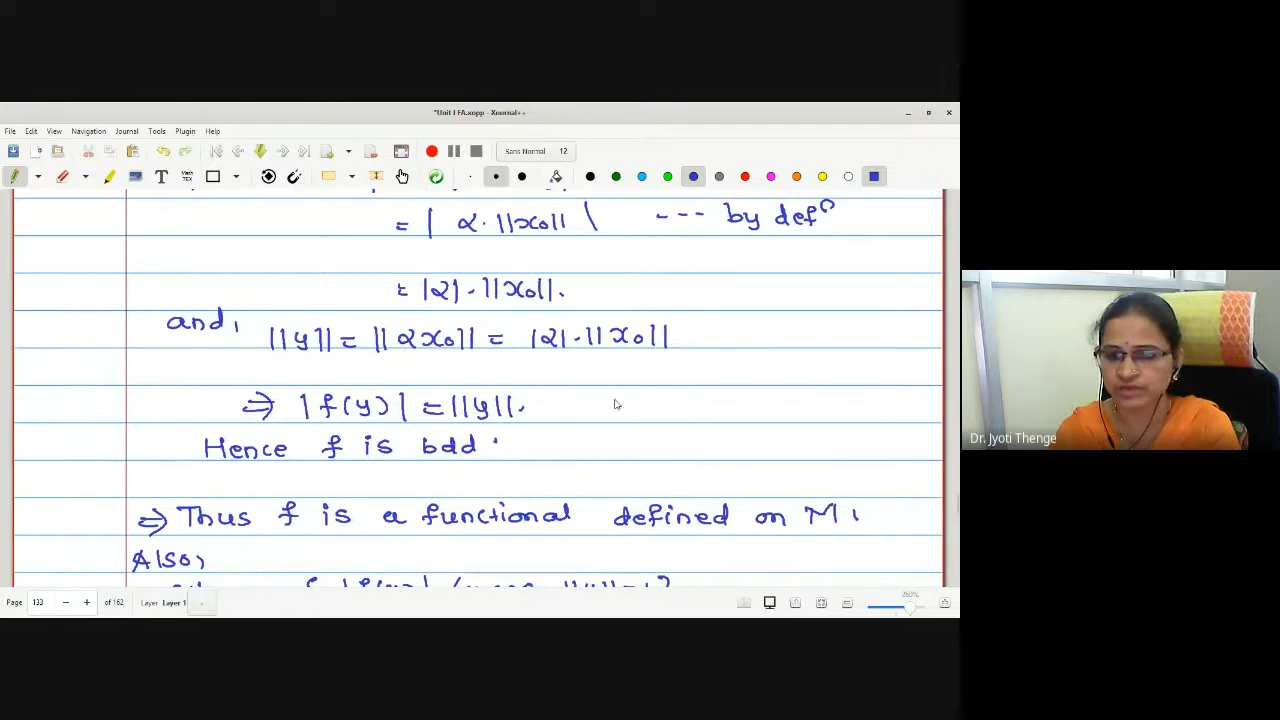 *Unit I FA.xopp - Xournal++
File Edit View Navigation Journal Tools Plugin Help
Sans Normal 12
= | α · ||x₀|| | --- by defⁿ
= |α| · ||x₀||.
and, ||y|| = ||αx₀|| = |α| · ||x₀||
⇒ |f(y)| = ||y||.
Hence f is bdd.
⇒ Thus f is a functional defined on M,
Also,
Page 133 of 162 Layer Layer 1 260%
Dr. Jyoti Thenge